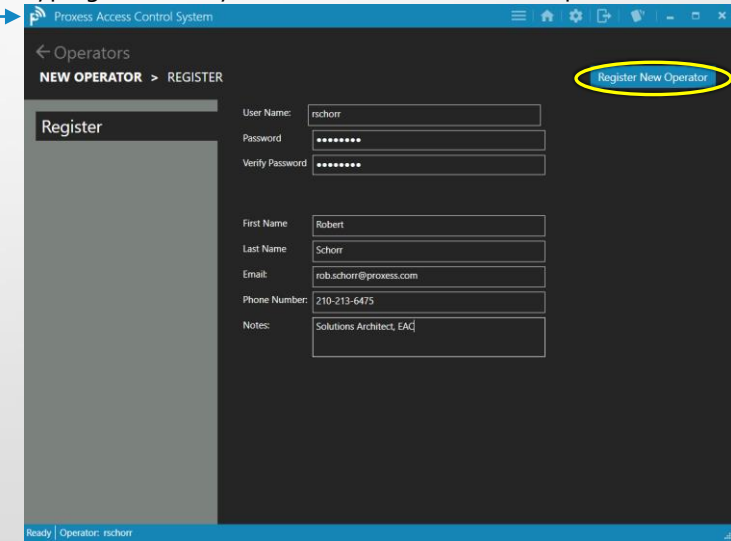 Proxess Access Control System
Operators
NEW OPERATOR > REGISTER
Register New Operator
Register
User Name: rschorr
Password ••••••••
Verify Password ••••••••
First Name Robert
Last Name Schorr
Email: rob.schorr@proxess.com
Phone Number: 210-213-6475
Notes: Solutions Architect, EAC
Ready Operator: rschorr